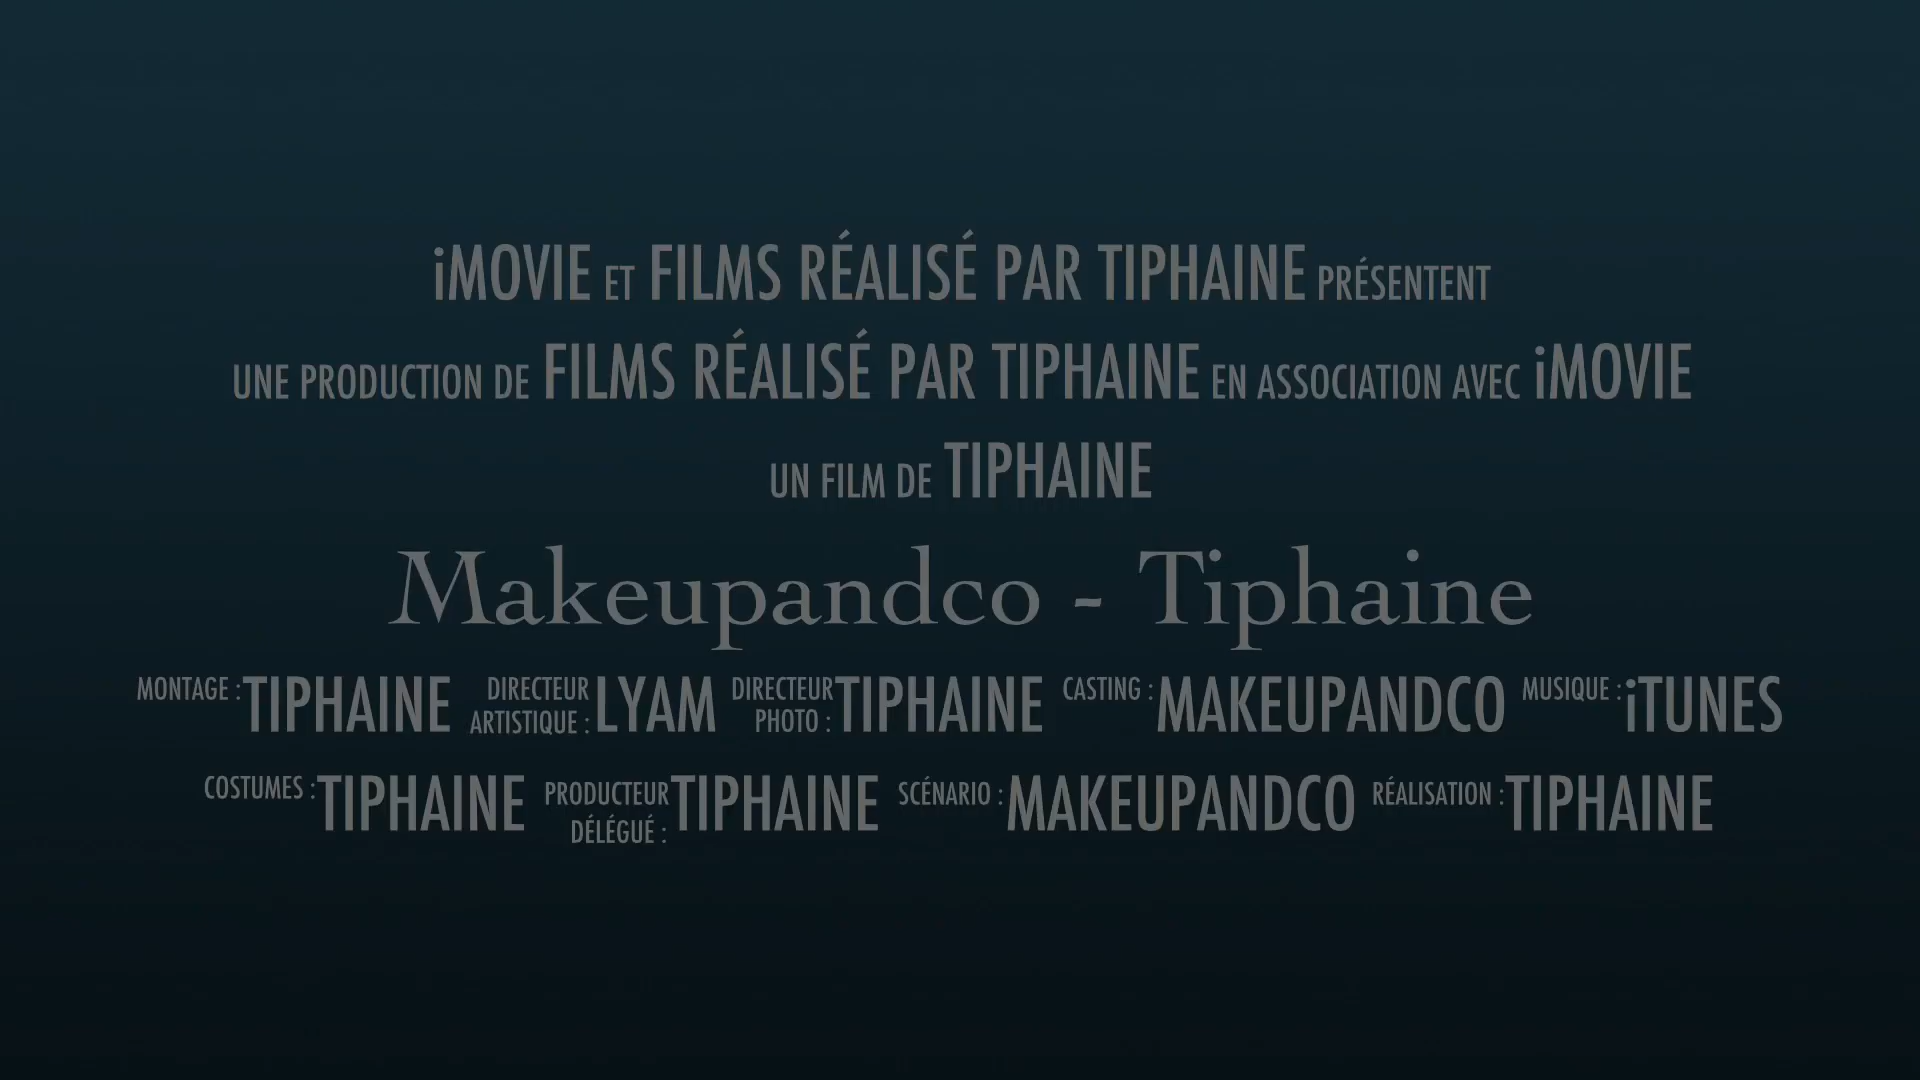 iMOVIE ET FILMS RÉALISÉ PAR TIPHAINE PRÉSENTENT
UNE PRODUCTION DE FILMS RÉALISÉ PAR TIPHAINE EN ASSOCIATION AVEC iMOVIE
UN FILM DE TIPHAINE
Makeupandco - Tiphaine
MONTAGE : TIPHAINE DIRECTEUR ARTISTIQUE : LYAM DIRECTEUR PHOTO : TIPHAINE CASTING : MAKEUPANDCO MUSIQUE : iTUNES
COSTUMES : TIPHAINE PRODUCTEUR DÉLÉGUÉ : TIPHAINE SCÉNARIO : MAKEUPANDCO RÉALISATION : TIPHAINE